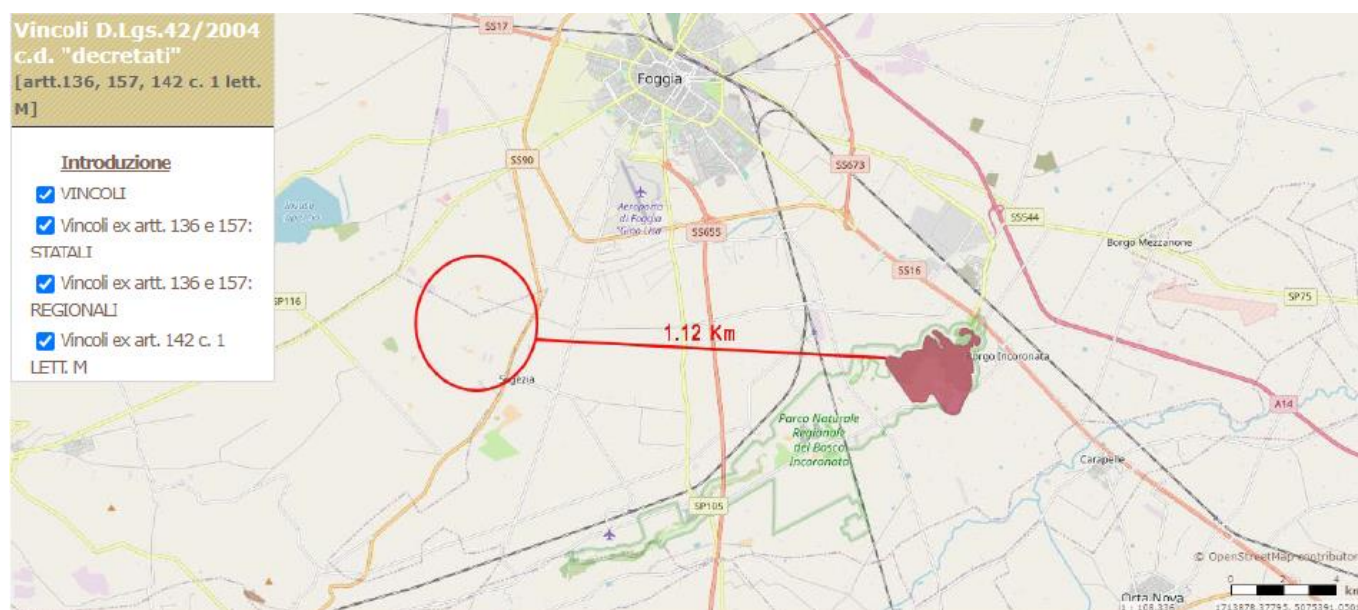 Vincoli D.Lgs.42/2004
c.d. "decretati"
[artt.136, 157, 142 c. 1 lett.
M]
Introduzione
VINCOLI
Vincoli ex artt. 136 e 157:
STATALI
Vincoli ex artt. 136 e 157:
REGIONALI
Vincoli ex art. 142 c. 1
LETT. M
SS17
Foggia
SS90
SS673
Aeroporto
di Foggia
"Gino Lisa"
SS655
SS544
Borgo Mezzanone
SS16
SP116
SP75
1.12 Km
Borgo Incoronata
Segezia
A14
Parco Naturale
Regionale
del Bosco
Incoronata
Carapelle
SP105
© OpenStreetMap contributor
0 2 4
km
Orta Nova